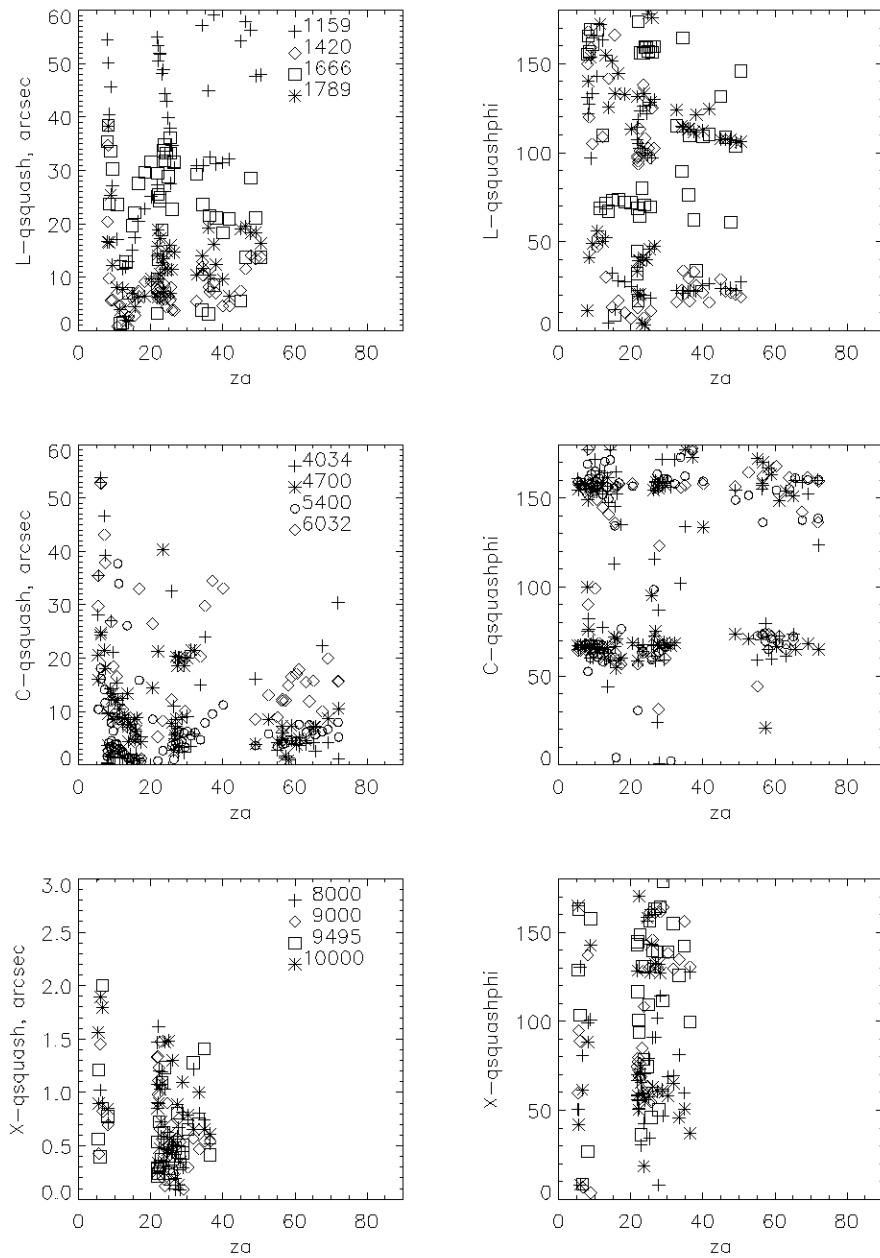 60
50
40
30
20
10
0
L-qsquash, arcsec
1159
1420
1666
1789
0 20 40 60 80
za
150
100
50
0
L-qsquashphi
0 20 40 60 80
za
60
50
40
30
20
10
0
C-qsquash, arcsec
4034
4700
5400
6032
0 20 40 60 80
za
150
100
50
0
C-qsquashphi
0 20 40 60 80
za
3.0
2.5
2.0
1.5
1.0
0.5
0.0
X-qsquash, arcsec
8000
9000
9495
10000
0 20 40 60 80
za
150
100
50
0
X-qsquashphi
0 20 40 60 80
za